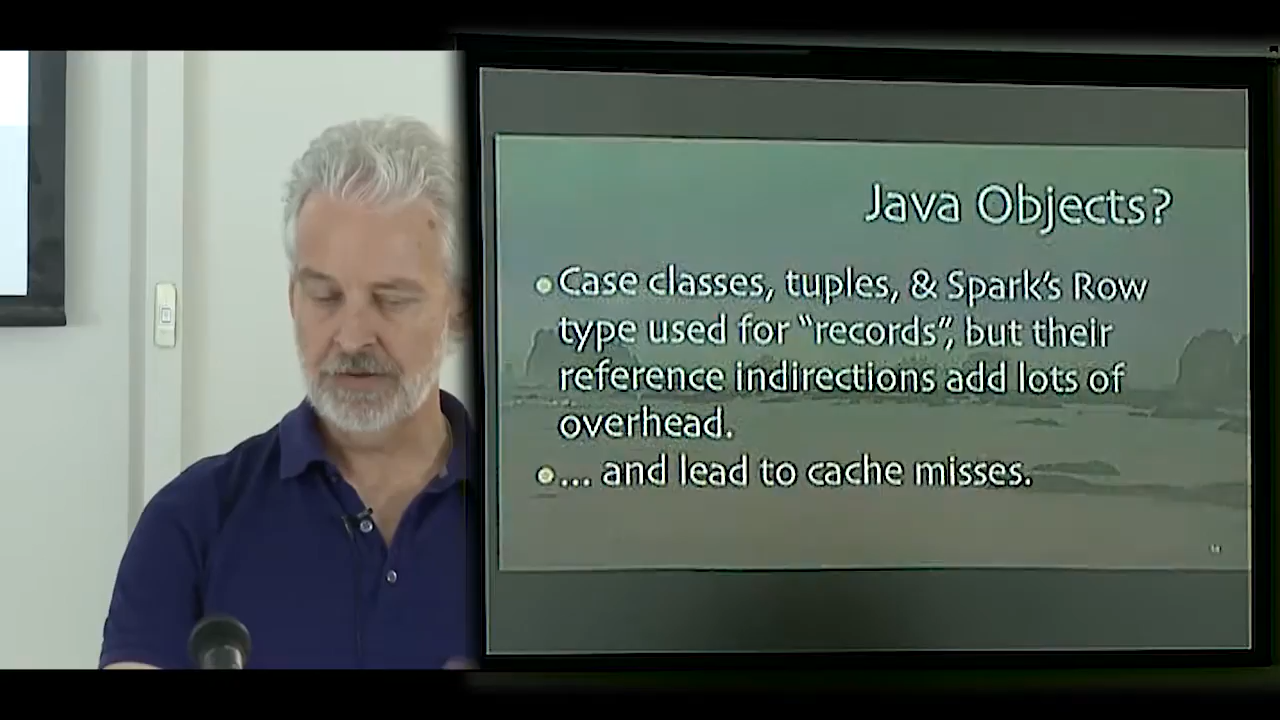 Java Objects?
Case classes, tuples, & Spark's Row
type used for “records”, but their
reference indirections add lots of
overhead.
... and lead to cache misses.